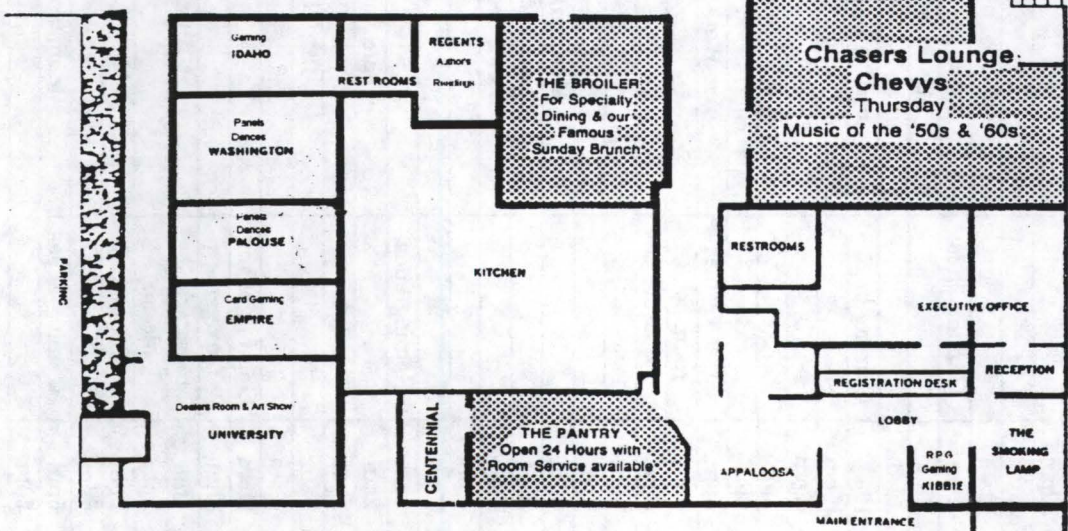 Gaming
IDAHO
REST ROOMS
REGENTS
Author's
Readings
THE BROILER
For Specialty
Dining & our
Famous
Sunday Brunch
Chasers Lounge
Chevys
Thursday
Music of the '50s & '60s
Panels
Dances
WASHINGTON
Panels
Dances
PALOUSE
PARKING
KITCHEN
RESTROOMS
Card Gaming
EMPIRE
EXECUTIVE OFFICE
RECEPTION
REGISTRATION DESK
LOBBY
Dealers Room & Art Show
UNIVERSITY
CENTENNIAL
THE PANTRY
Open 24 Hours with
Room Service available
APPALOOSA
RPG
Gaming
KIBBIE
THE
SMOKING
LAMP
MAIN ENTRANCE